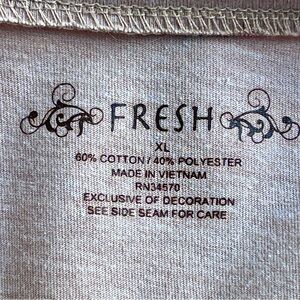 FRESH
XL
60% COTTON / 40% POLYESTER
MADE IN VIETNAM
RN34570
EXCLUSIVE OF DECORATION
SEE SIDE SEAM FOR CARE